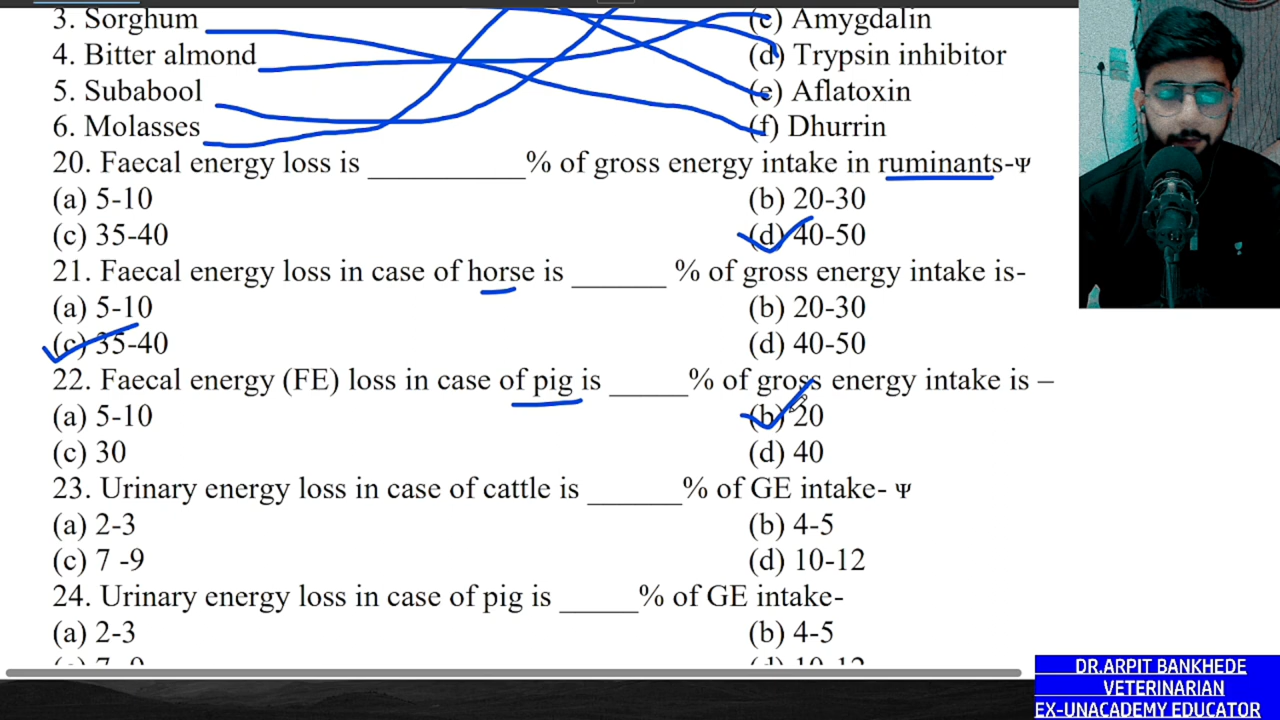 3. Sorghum (c) Amygdalin
4. Bitter almond (d) Trypsin inhibitor
5. Subabool (e) Aflatoxin
6. Molasses (f) Dhurrin
20. Faecal energy loss is ___________% of gross energy intake in ruminants-Ψ
(a) 5-10 (b) 20-30
(c) 35-40 (d) 40-50
21. Faecal energy loss in case of horse is _______ % of gross energy intake is-
(a) 5-10 (b) 20-30
(c) 35-40 (d) 40-50
22. Faecal energy (FE) loss in case of pig is ______% of gross energy intake is –
(a) 5-10 (b) 20
(c) 30 (d) 40
23. Urinary energy loss in case of cattle is _______% of GE intake- Ψ
(a) 2-3 (b) 4-5
(c) 7 -9 (d) 10-12
24. Urinary energy loss in case of pig is ______% of GE intake-
(a) 2-3 (b) 4-5
DR.ARPIT BANKHEDE
VETERINARIAN
EX-UNACADEMY EDUCATOR